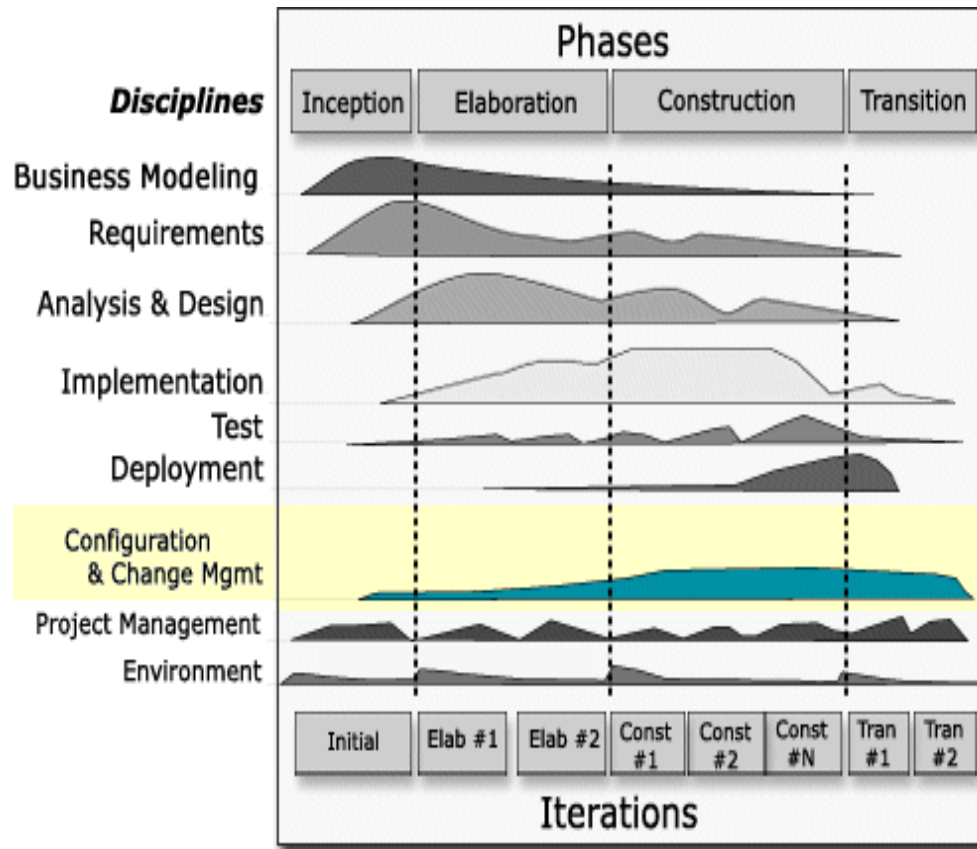 Phases
Disciplines
Inception
Elaboration
Construction
Transition
Business Modeling
Requirements
Analysis & Design
Implementation
Test
Deployment
Configuration
& Change Mgmt
Project Management
Environment
Initial
Elab #1
Elab #2
Const
#1
Const
#2
Const
#N
Tran
#1
Tran
#2
Iterations